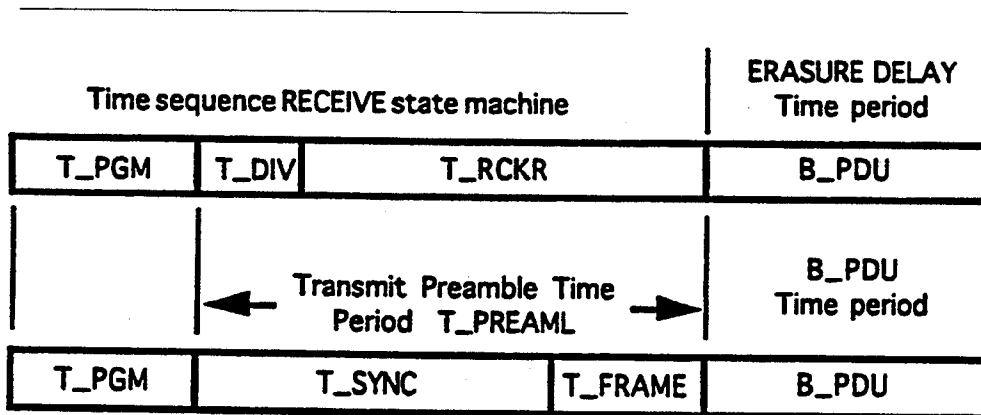 ERASURE DELAY
Time sequence RECEIVE state machine
Time period
T_PGM T_DIV T_RCKR B_PDU
B_PDU
Time period
Transmit Preamble Time
Period T_PREAML
T_PGM T_SYNC T_FRAME B_PDU